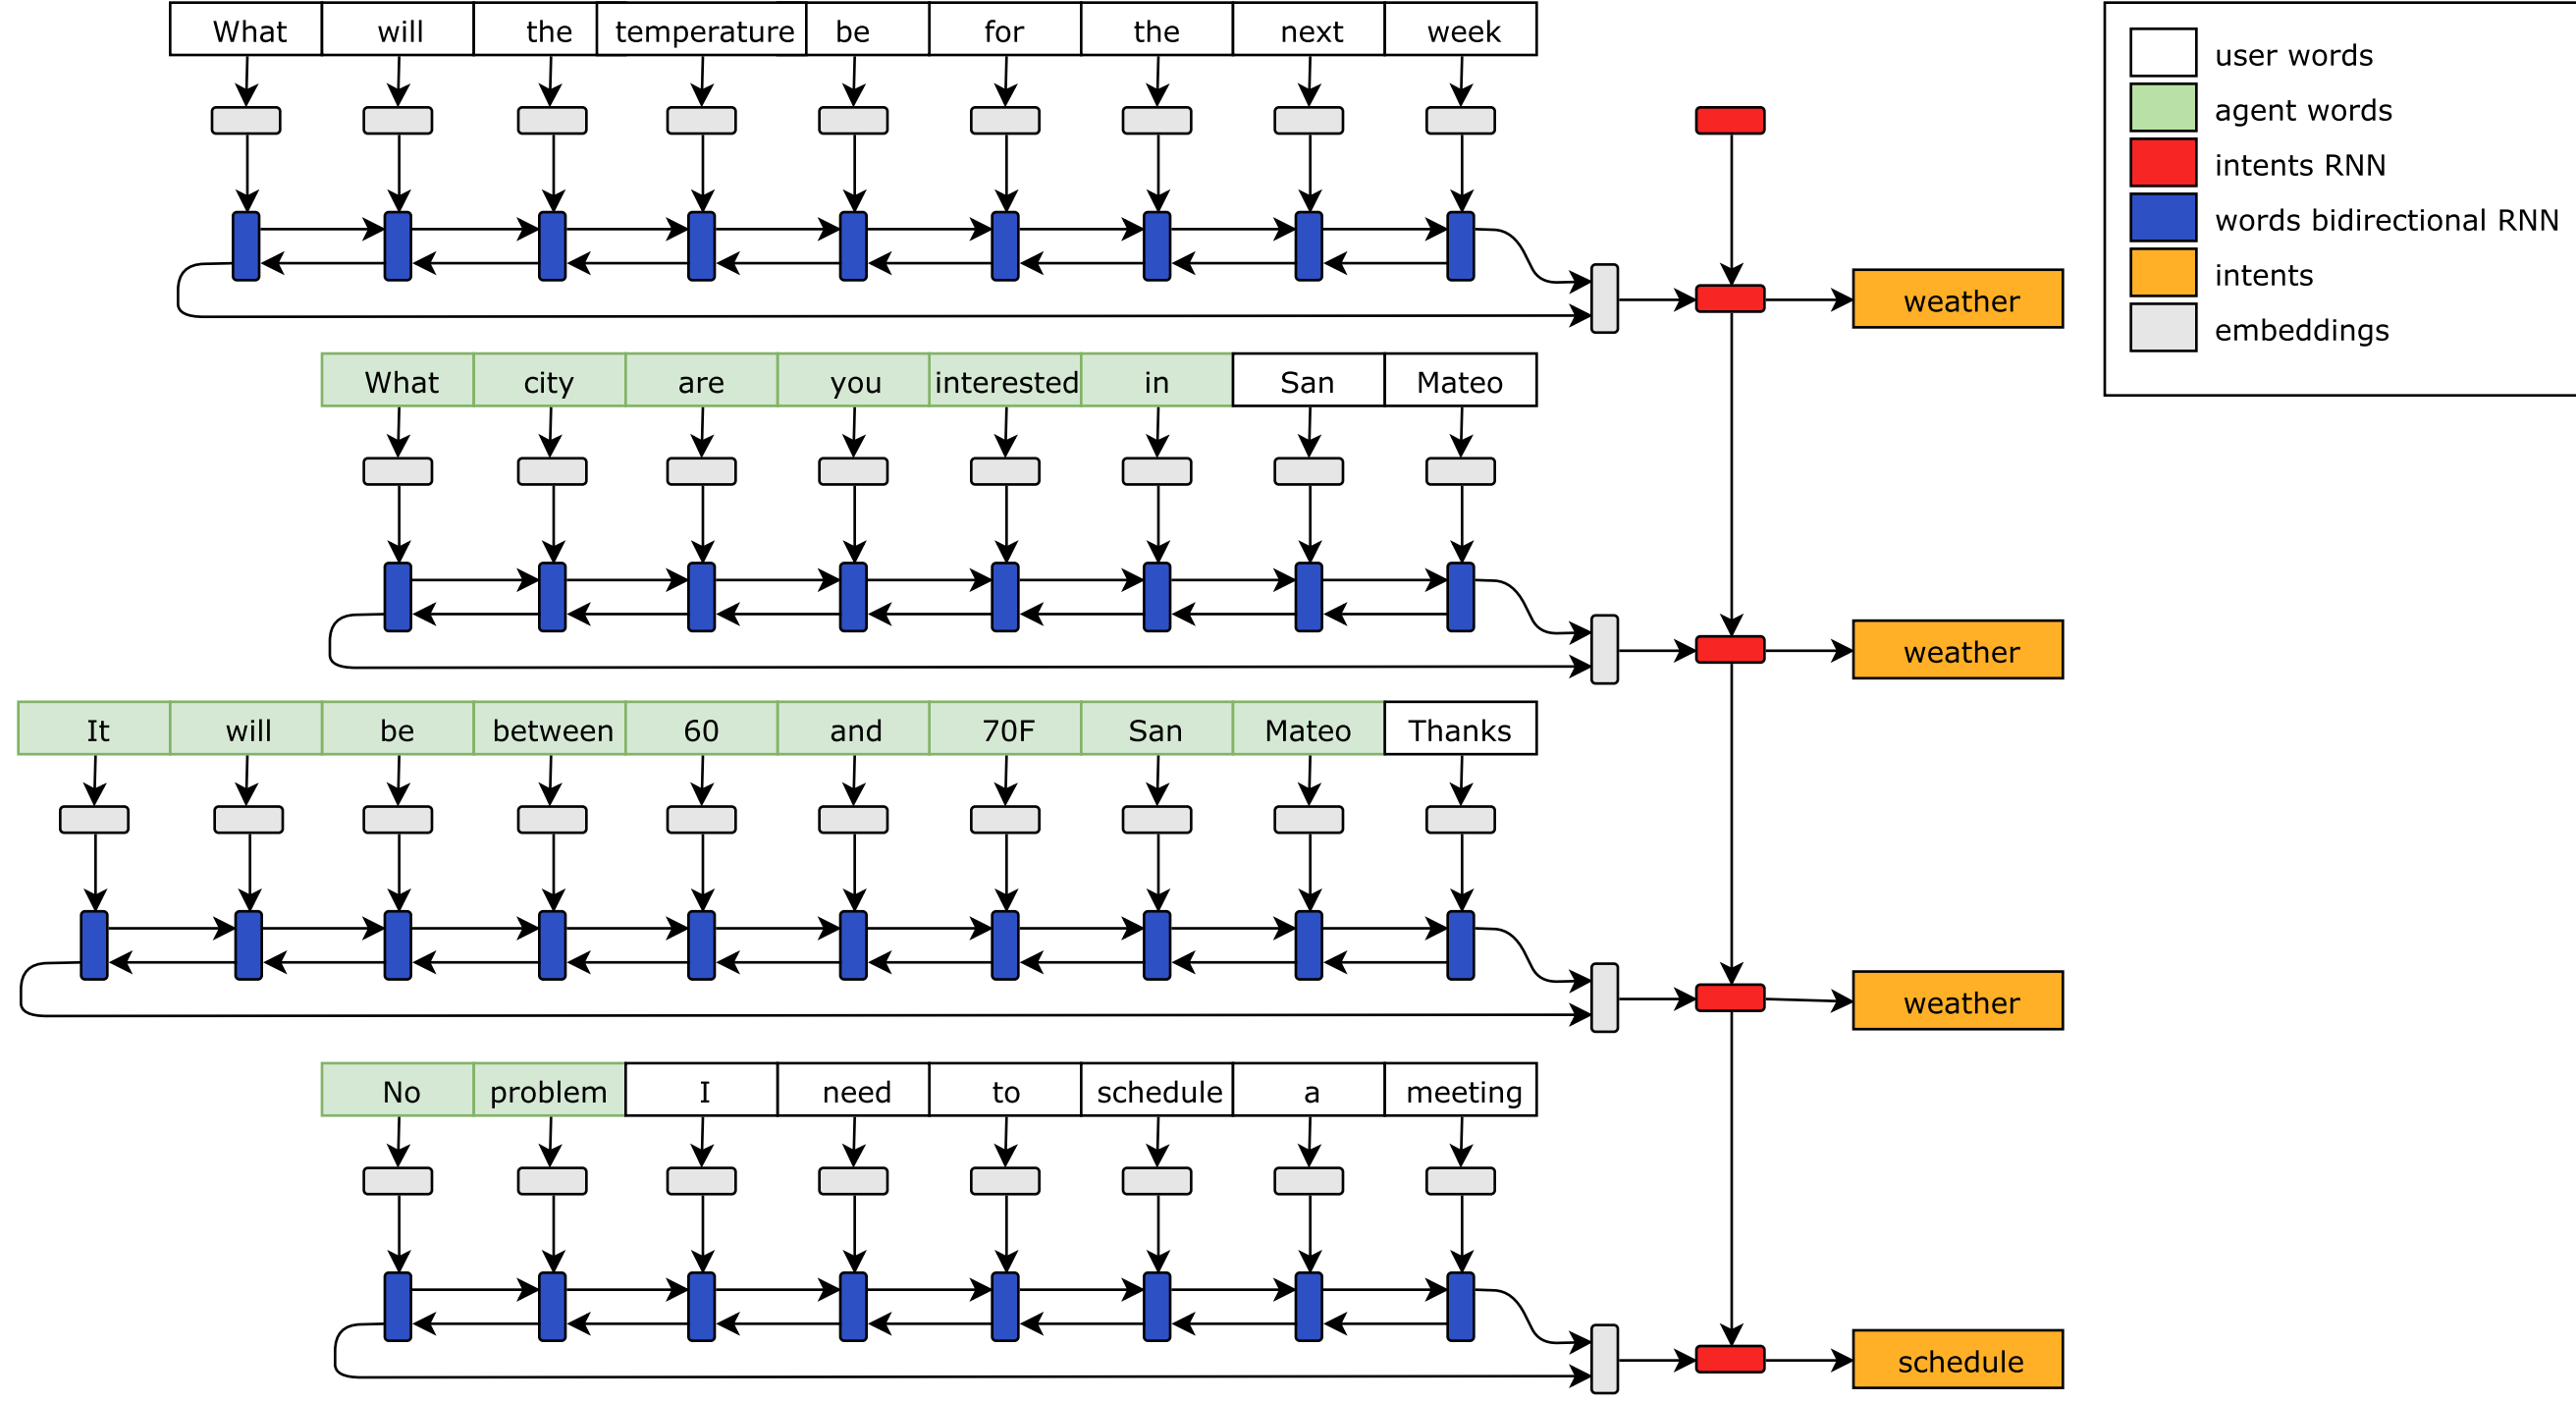 What will the temperature be for the next week
user words
agent words
intents RNN
words bidirectional RNN
intents
embeddings
weather
What city are you interested in San Mateo
weather
It will be between 60 and 70F San Mateo Thanks
weather
No problem I need to schedule a meeting
schedule